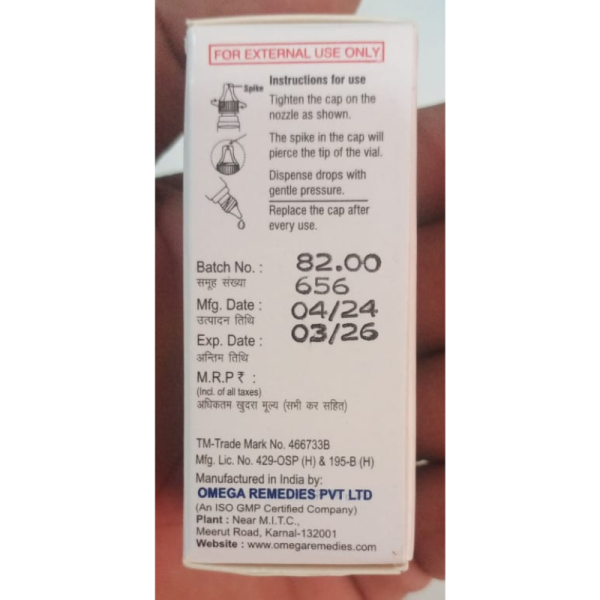 FOR EXTERNAL USE ONLY
Instructions for use
Spike
Tighten the cap on the
nozzle as shown.
The spike in the cap will
pierce the tip of the vial.
Dispense drops with
gentle pressure.
Replace the cap after
every use.
Batch No. : 82.00
समूह संख्या 656
Mfg. Date : 04/24
उत्पादन तिथि
Exp. Date : 03/26
अन्तिम तिथि
M.R.P ₹ :
(Incl. of all taxes)
अधिकतम खुदरा मूल्य (सभी कर सहित)
TM-Trade Mark No. 466733B
Mfg. Lic. No. 429-OSP (H) & 195-B (H)
Manufactured in India by:
OMEGA REMEDIES PVT LTD
(An ISO GMP Certified Company)
Plant : Near M.I.T.C.,
Meerut Road, Karnal-132001
Website : www.omegaremedies.com